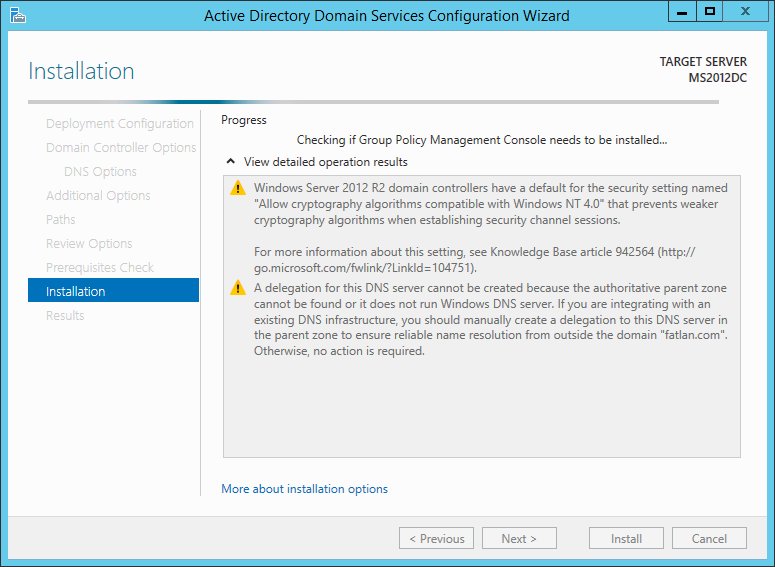 Active Directory Domain Services Configuration Wizard
Installation
TARGET SERVER
MS2012DC
Deployment Configuration
Domain Controller Options
DNS Options
Additional Options
Paths
Review Options
Prerequisites Check
Installation
Results
Progress
Checking if Group Policy Management Console needs to be installed...
View detailed operation results
Windows Server 2012 R2 domain controllers have a default for the security setting named
"Allow cryptography algorithms compatible with Windows NT 4.0" that prevents weaker
cryptography algorithms when establishing security channel sessions.
For more information about this setting, see Knowledge Base article 942564 (http://
go.microsoft.com/fwlink/?LinkId=104751).
A delegation for this DNS server cannot be created because the authoritative parent zone
cannot be found or it does not run Windows DNS server. If you are integrating with an
existing DNS infrastructure, you should manually create a delegation to this DNS server in
the parent zone to ensure reliable name resolution from outside the domain "fatlan.com".
Otherwise, no action is required.
More about installation options
< Previous
Next >
Install
Cancel